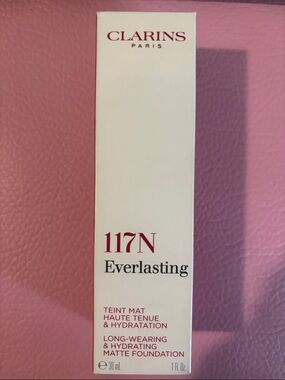 CLARINS
PARIS
117N
Everlasting
TEINT MAT
HAUTE TENUE
& HYDRATATION
LONG-WEARING
& HYDRATING
MATTE FOUNDATION
℮ 30 mL 1 Fl. Oz.